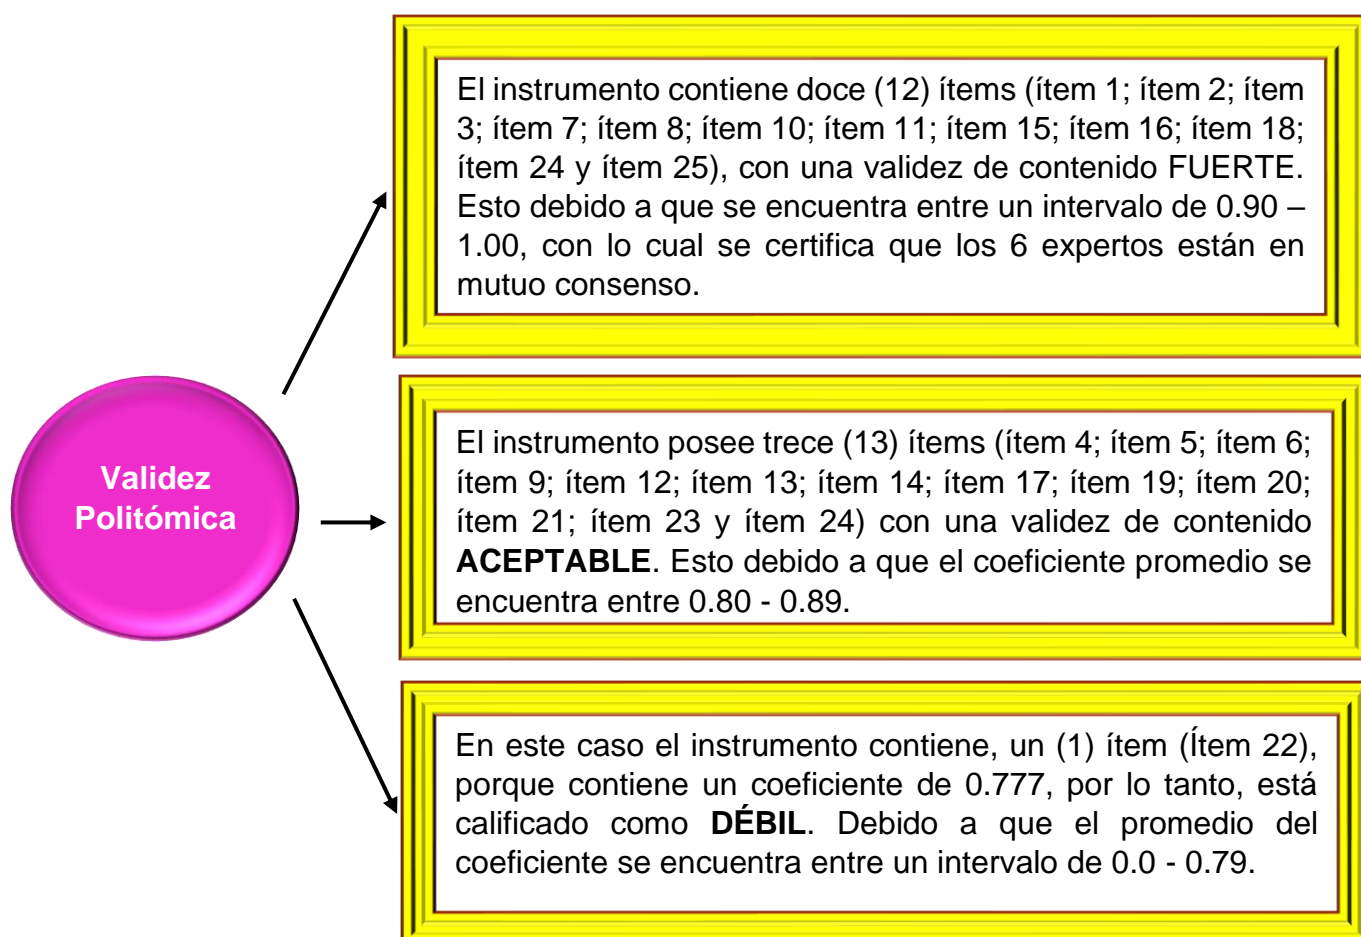 El instrumento contiene doce (12) ítems (ítem 1; ítem 2; ítem
3; ítem 7; ítem 8; ítem 10; ítem 11; ítem 15; ítem 16; ítem 18;
ítem 24 y ítem 25), con una validez de contenido FUERTE.
Esto debido a que se encuentra entre un intervalo de 0.90 –
1.00, con lo cual se certifica que los 6 expertos están en
mutuo consenso.
Validez
Politómica
El instrumento posee trece (13) ítems (ítem 4; ítem 5; ítem 6;
ítem 9; ítem 12; ítem 13; ítem 14; ítem 17; ítem 19; ítem 20;
ítem 21; ítem 23 y ítem 24) con una validez de contenido
ACEPTABLE. Esto debido a que el coeficiente promedio se
encuentra entre 0.80 - 0.89.
En este caso el instrumento contiene, un (1) ítem (Ítem 22),
porque contiene un coeficiente de 0.777, por lo tanto, está
calificado como DÉBIL. Debido a que el promedio del
coeficiente se encuentra entre un intervalo de 0.0 - 0.79.